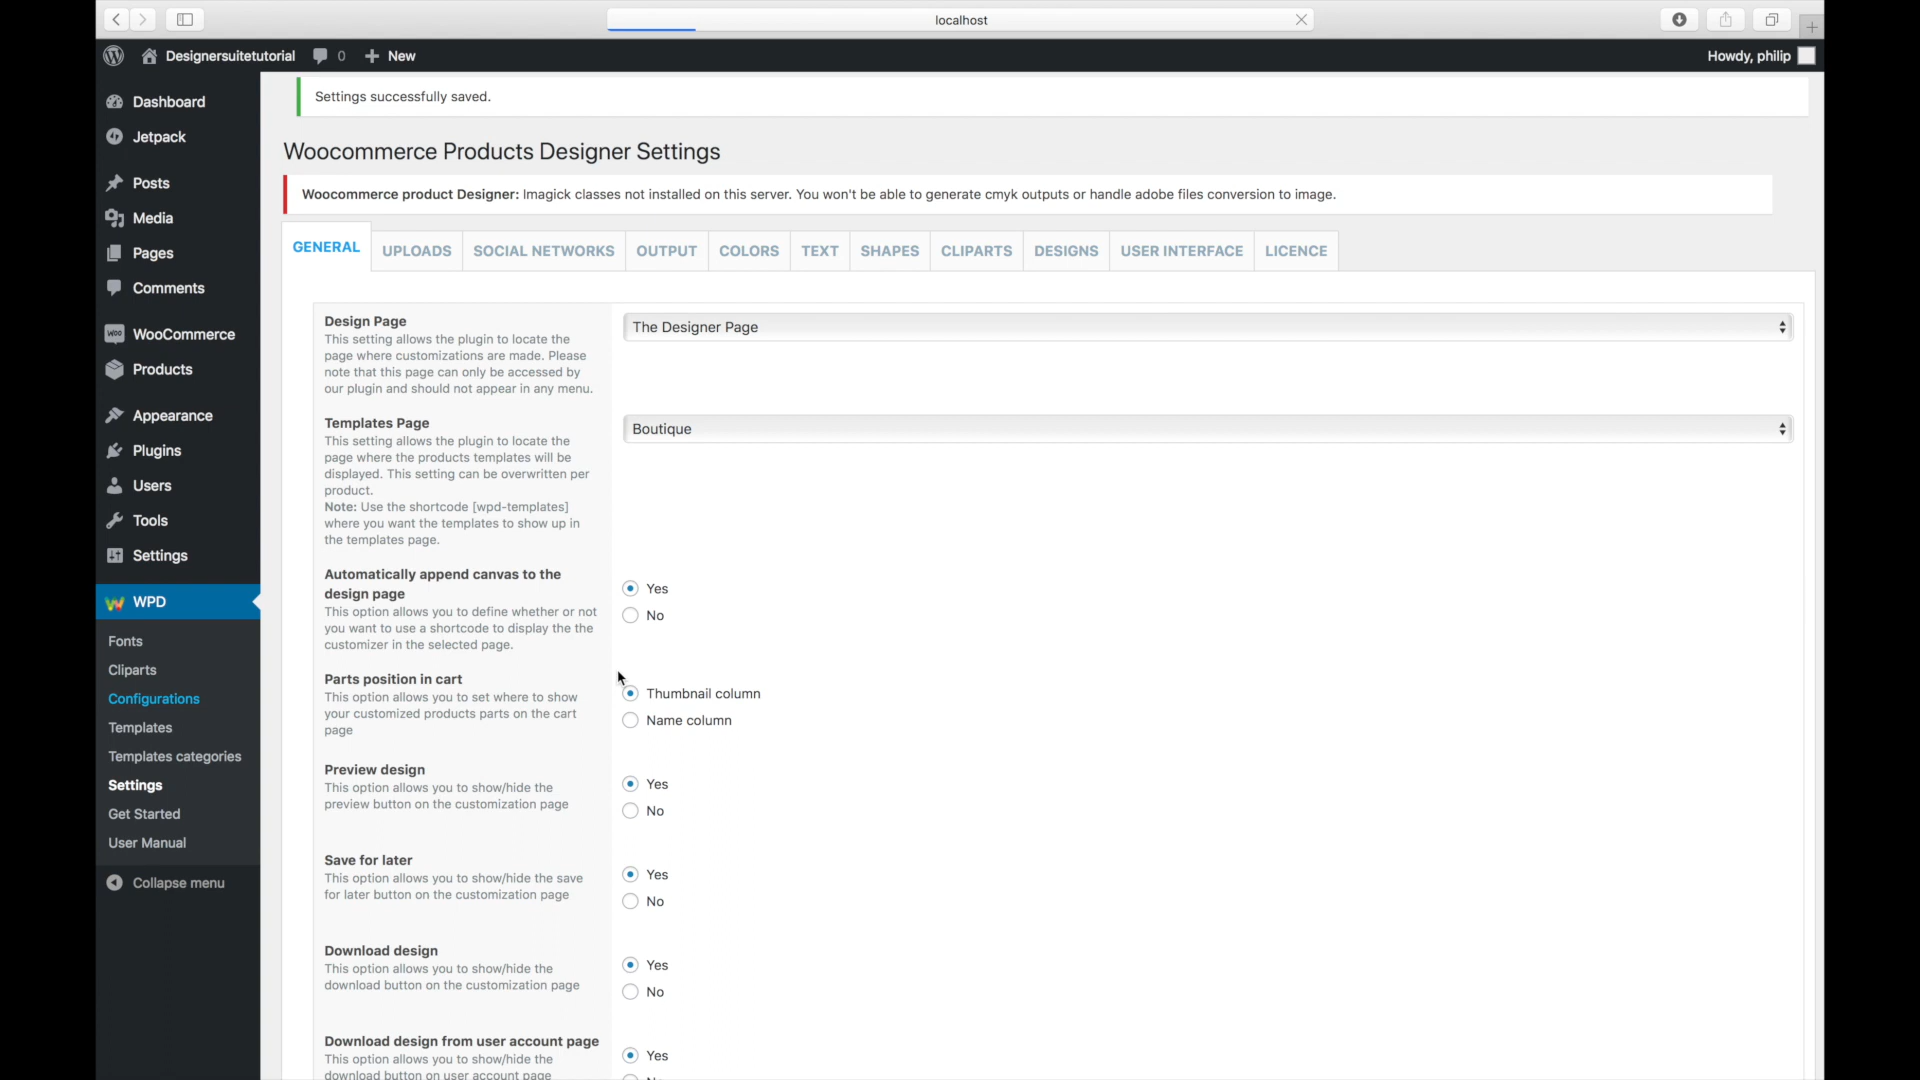 localhost
Designersuitetutorial
0
New
Howdy, philip
Dashboard
Jetpack
Posts
Media
Pages
Comments
WooCommerce
Products
Appearance
Plugins
Users
Tools
Settings
WPD
Fonts
Cliparts
Configurations
Templates
Templates categories
Settings
Get Started
User Manual
Collapse menu
Settings successfully saved.
Woocommerce Products Designer Settings
Woocommerce product Designer: Imagick classes not installed on this server. You won't be able to generate cmyk outputs or handle adobe files conversion to image.
GENERAL
UPLOADS
SOCIAL NETWORKS
OUTPUT
COLORS
TEXT
SHAPES
CLIPARTS
DESIGNS
USER INTERFACE
LICENCE
Design Page
This setting allows the plugin to locate the
page where customizations are made. Please
note that this page can only be accessed by
our plugin and should not appear in any menu.
The Designer Page
Templates Page
This setting allows the plugin to locate the
page where the products templates will be
displayed. This setting can be overwritten per
product.
Note: Use the shortcode [wpd-templates]
where you want the templates to show up in
the templates page.
Boutique
Automatically append canvas to the
design page
This option allows you to define whether or not
you want to use a shortcode to display the the
customizer in the selected page.
Yes
No
Parts position in cart
This option allows you to set where to show
your customized products parts on the cart
page
Thumbnail column
Name column
Preview design
This option allows you to show/hide the
preview button on the customization page
Yes
No
Save for later
This option allows you to show/hide the save
for later button on the customization page
Yes
No
Download design
This option allows you to show/hide the
download button on the customization page
Yes
No
Download design from user account page
This option allows you to show/hide the
download button on user account page
Yes